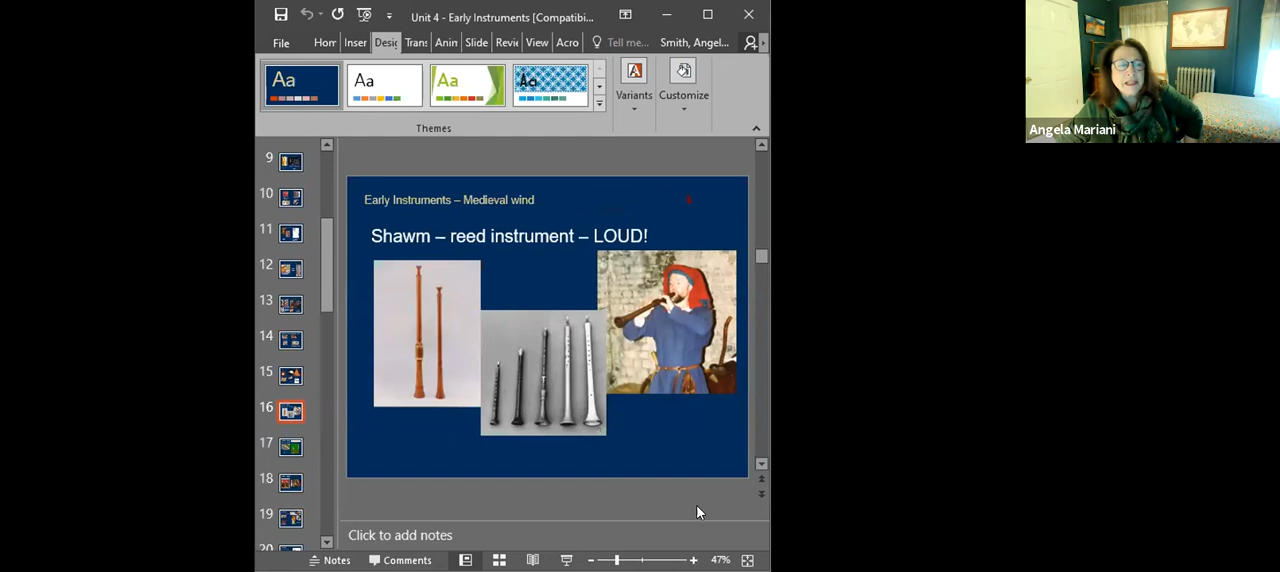 Unit 4 - Early Instruments [Compatibi...
File Hom Inser Desig Trans Anin Slide Revie View Acro Tell me... Smith, Angel...
Aa Aa Aa Aa
Variants
Customize
Themes
9
10
11
12
13
14
15
16
17
18
19
20
Early Instruments – Medieval wind
Shawm – reed instrument – LOUD!
Click to add notes
Notes Comments 47%
Angela Mariani